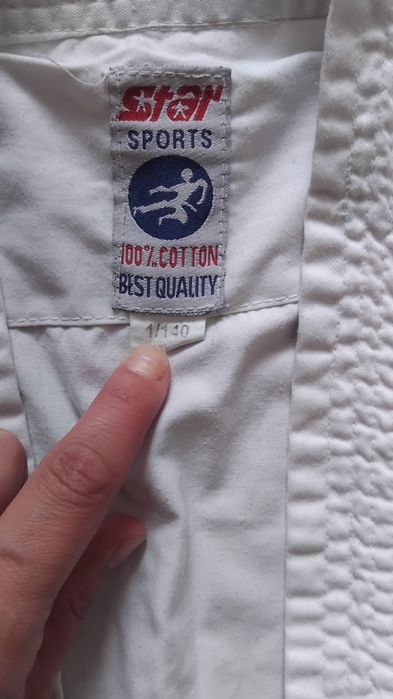 Star
SPORTS
100% COTTON
BEST QUALITY
1/140